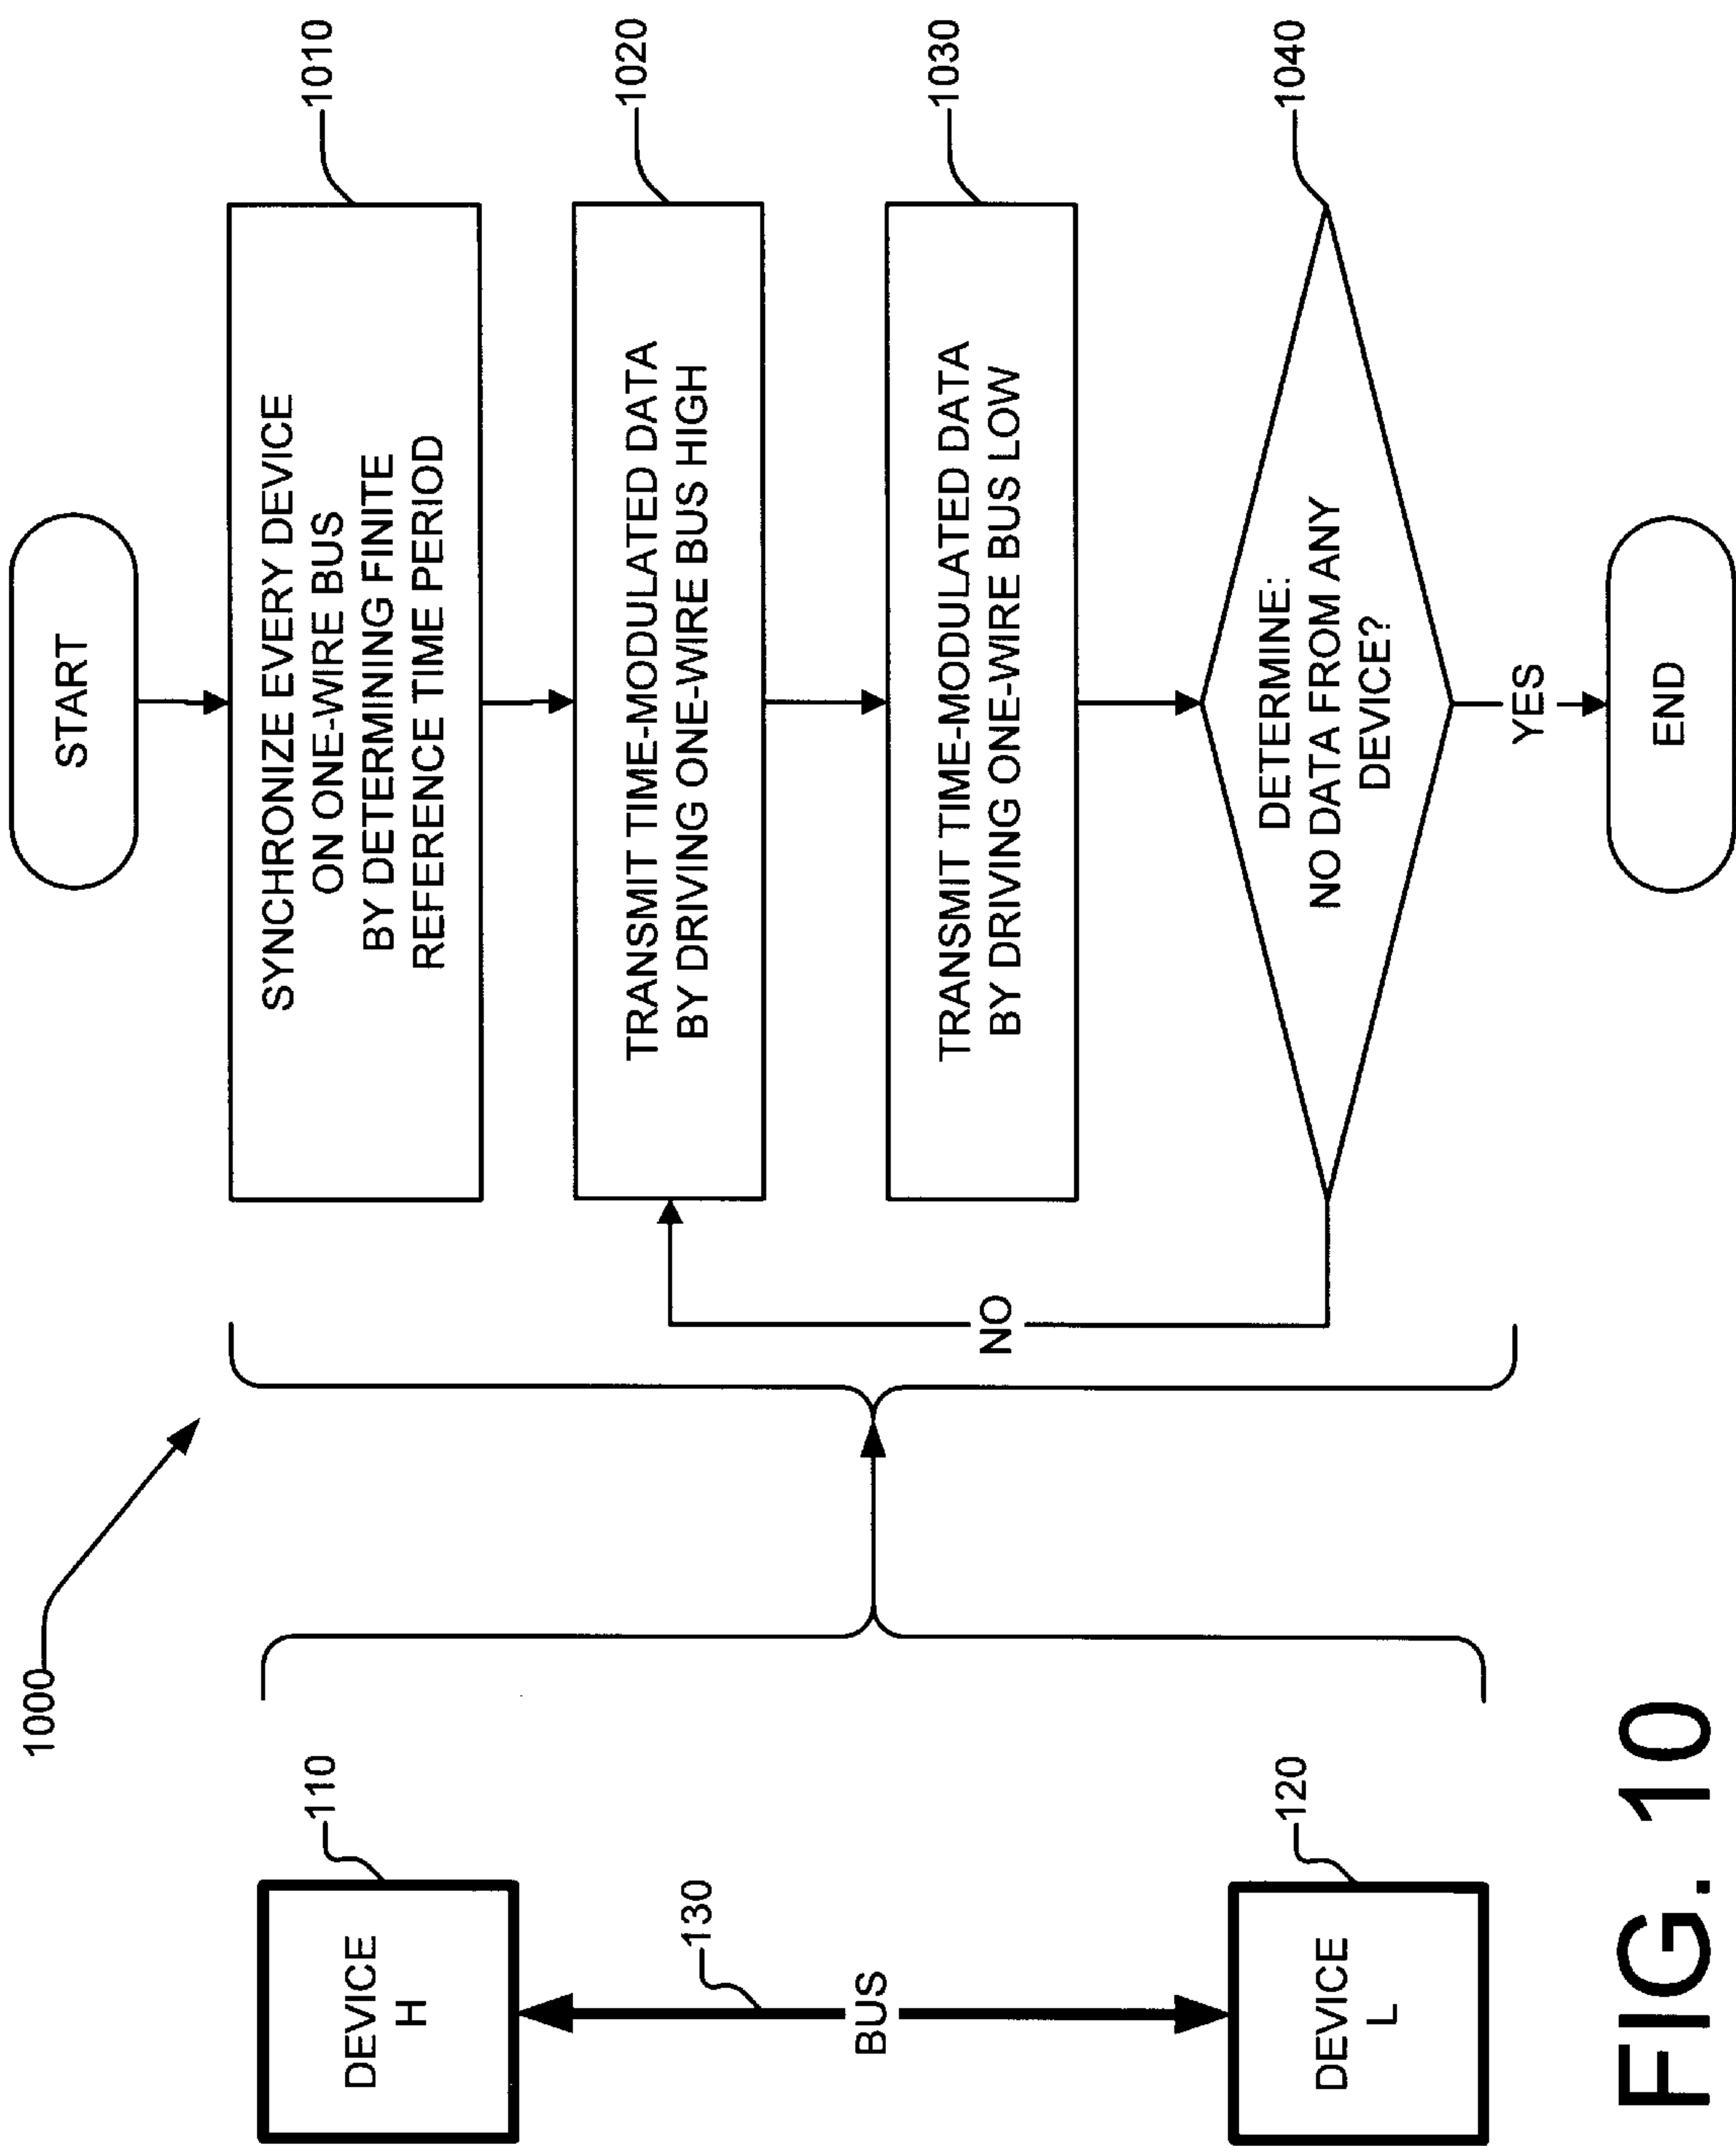 1000
DEVICE
H
110
130
BUS
DEVICE
L
120
START
SYNCHRONIZE EVERY DEVICE
ON ONE-WIRE BUS
BY DETERMINING FINITE
REFERENCE TIME PERIOD
1010
TRANSMIT TIME-MODULATED DATA
BY DRIVING ONE-WIRE BUS HIGH
1020
TRANSMIT TIME-MODULATED DATA
BY DRIVING ONE-WIRE BUS LOW
1030
DETERMINE:
NO DATA FROM ANY
DEVICE?
1040
NO
YES
END
FIG. 10